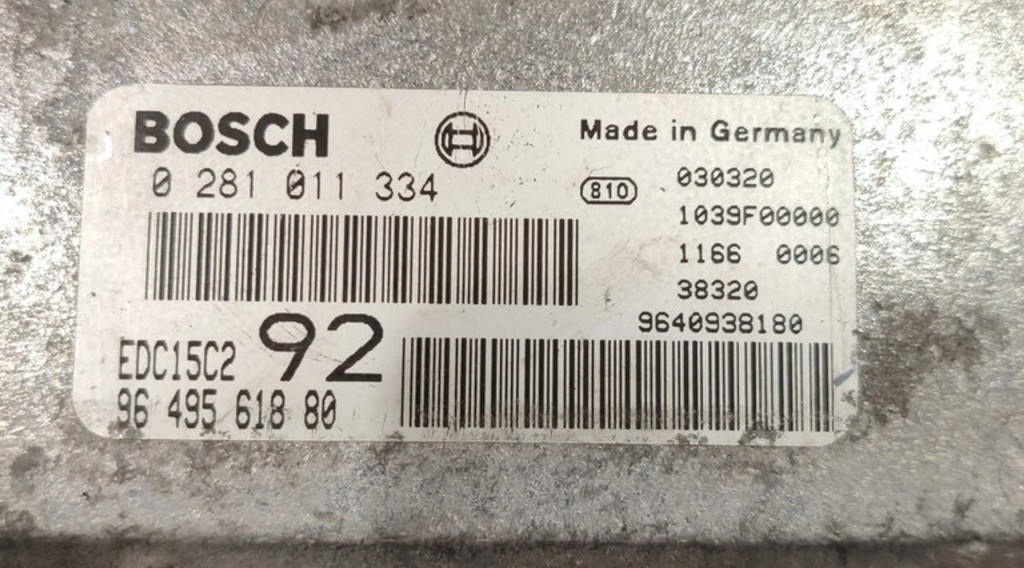 BOSCH
Made in Germany
0 281 011 334
810
030320
1039F00000
1166 0006
38320
9640938180
EDC15C2 92
96 495 618 80